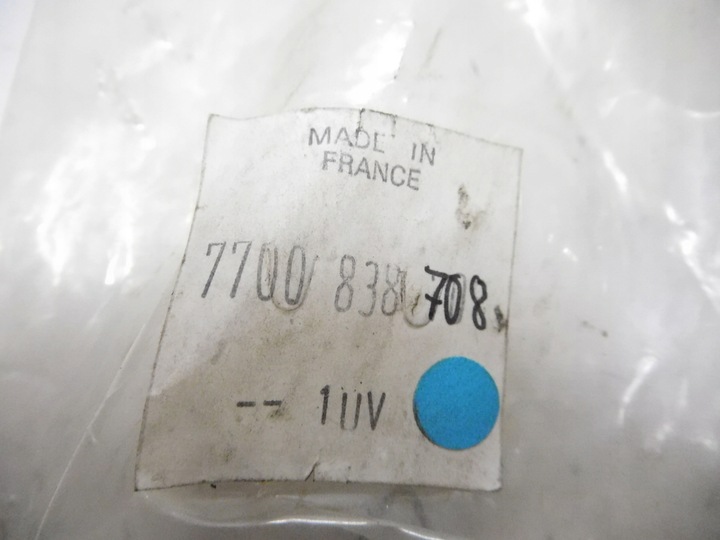 MADE IN
FRANCE
7700 838 708
-- 1UV